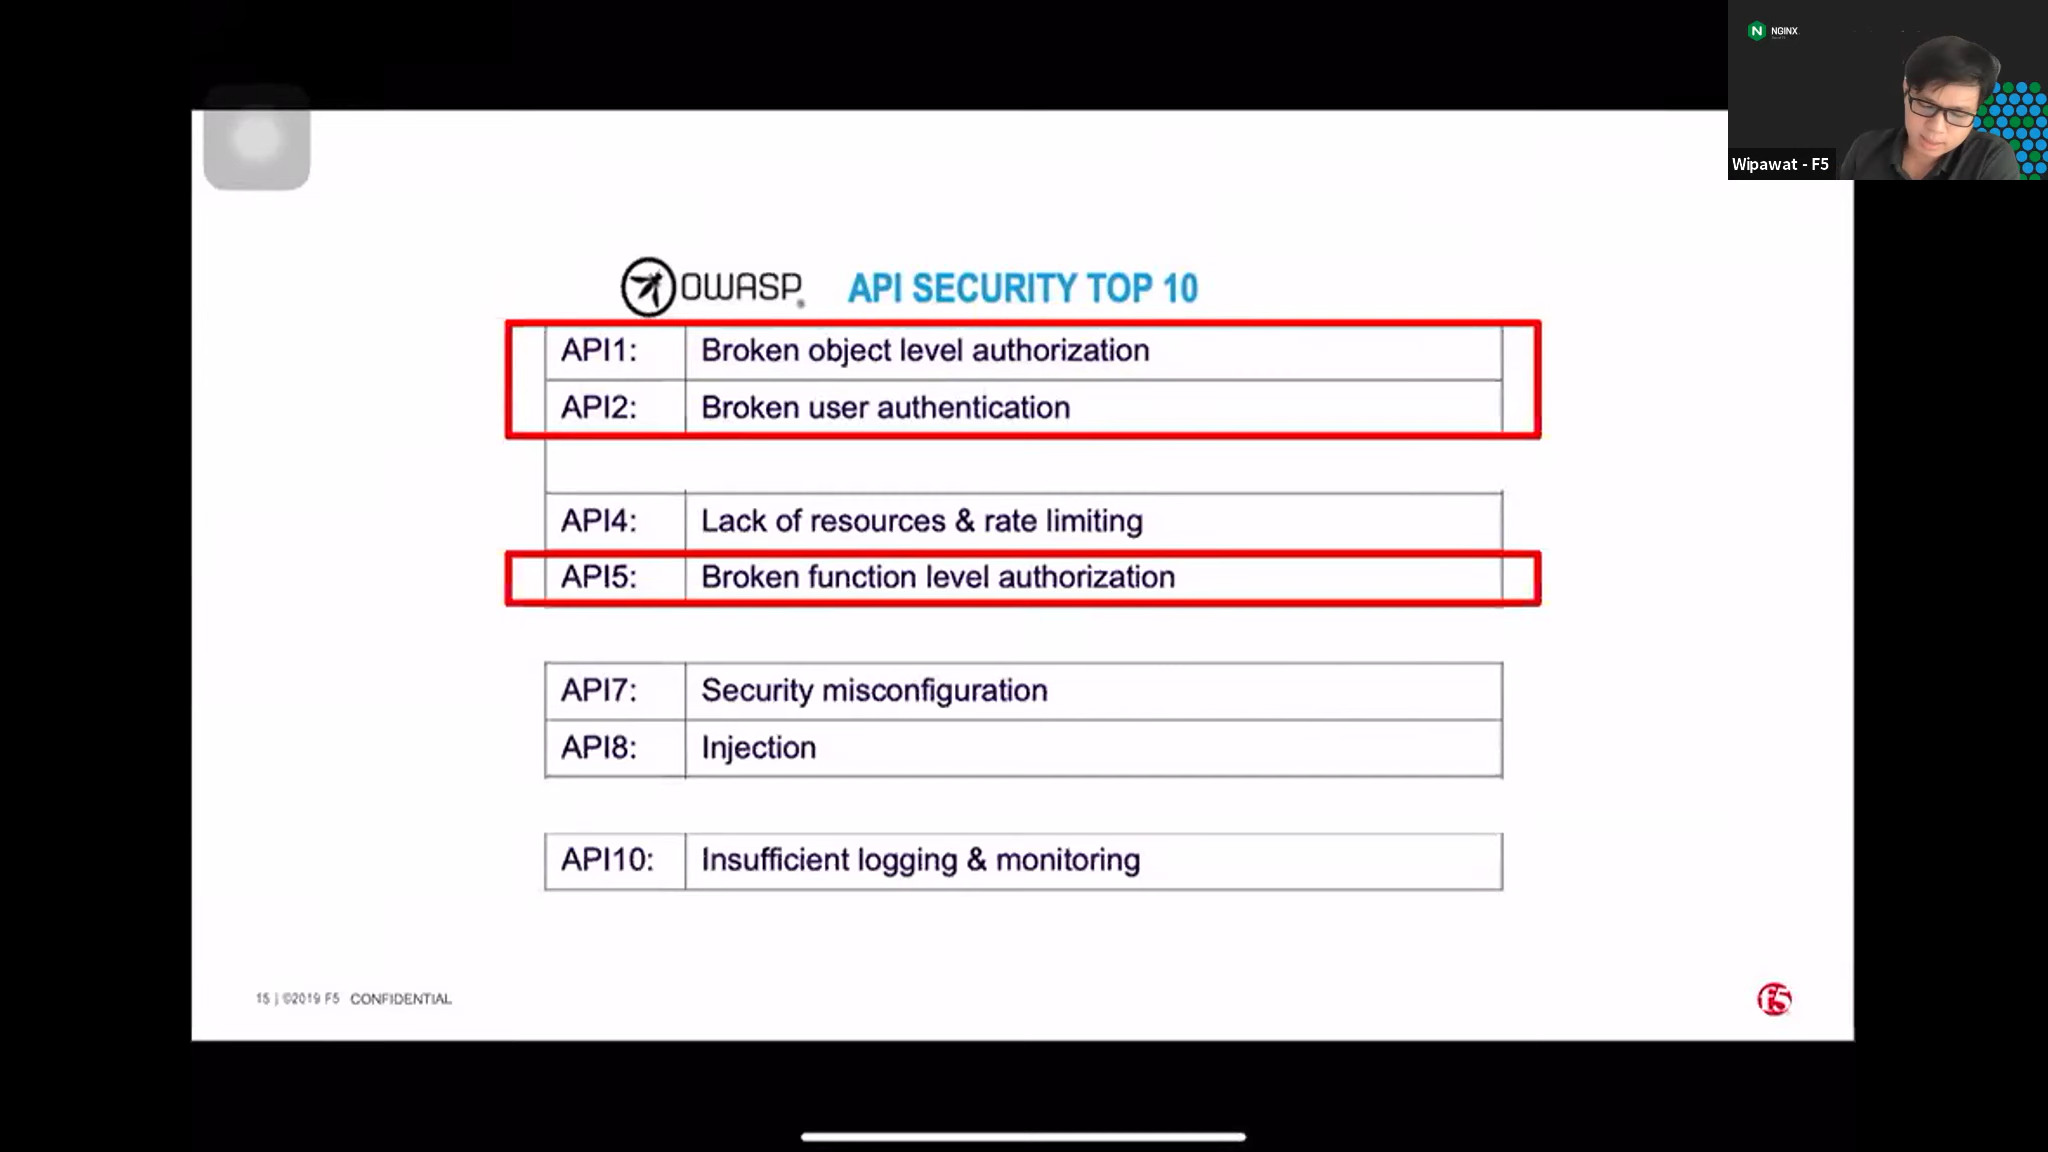 NGINX
Wipawat - F5
OWASP API SECURITY TOP 10
API1: Broken object level authorization
API2: Broken user authentication
API4: Lack of resources & rate limiting
API5: Broken function level authorization
API7: Security misconfiguration
API8: Injection
API10: Insufficient logging & monitoring
15 | ©2019 F5 CONFIDENTIAL
f5